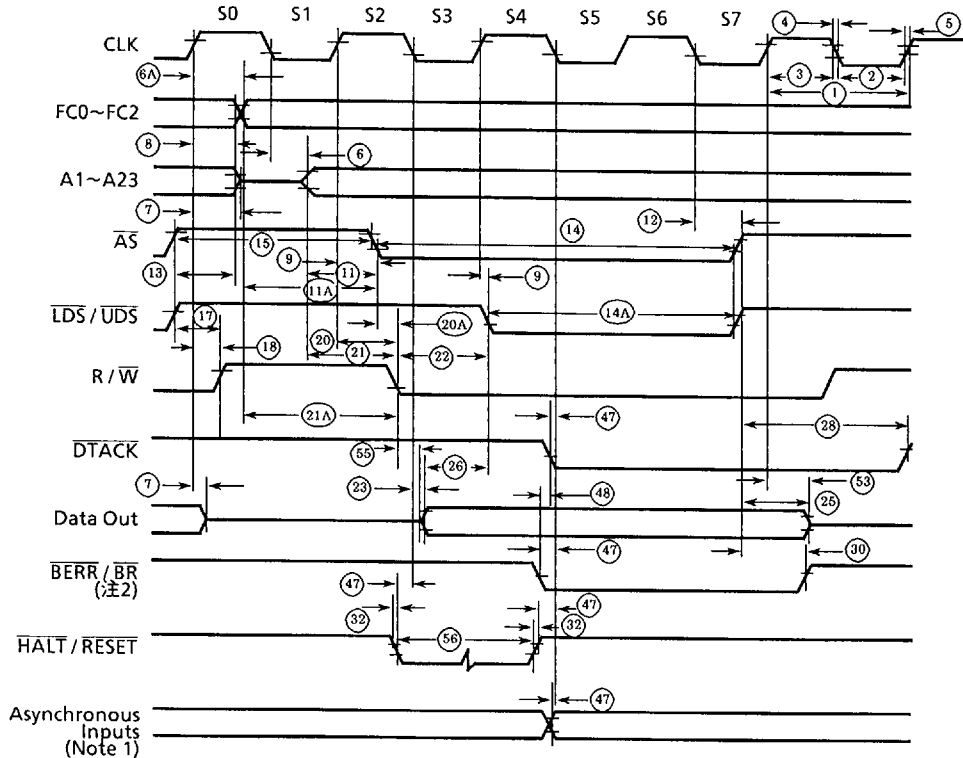 S0 S1 S2 S3 S4 S5 S6 S7
CLK
4 5
3 2
1
6A
FC0~FC2
8
6
A1~A23
7
12
AS
15 14
13
9 11 9
11A
LDS / UDS
17 20A 14A
18 20
21 22
R / W
21A 47 28
DTACK
55
26 53
7 23 48 25
Data Out
47 30
BERR / BR
(注2)
47 47
32 32
HALT / RESET
56
47
Asynchronous
Inputs
(Note 1)